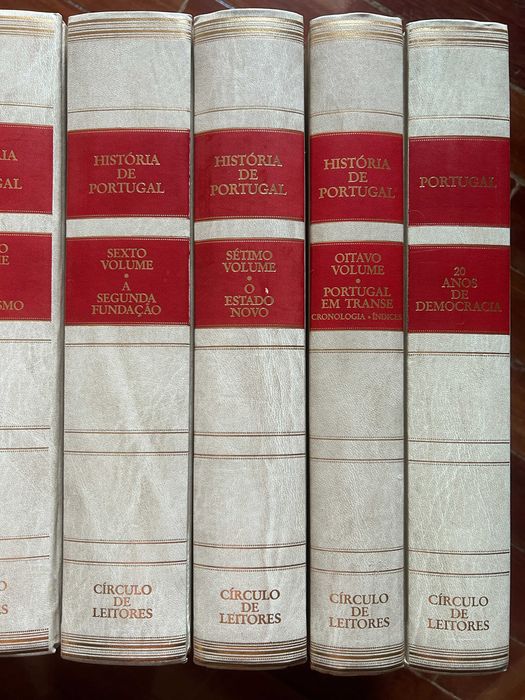 HISTÓRIA
DE
PORTUGAL
SEXTO
VOLUME
•
A
SEGUNDA
FUNDAÇÃO
CÍRCULO
DE
LEITORES
HISTÓRIA
DE
PORTUGAL
SÉTIMO
VOLUME
•
O
ESTADO
NOVO
CÍRCULO
DE
LEITORES
HISTÓRIA
DE
PORTUGAL
OITAVO
VOLUME
•
PORTUGAL
EM TRANSE
CRONOLOGIA • ÍNDICES
CÍRCULO
DE
LEITORES
PORTUGAL
20
ANOS
DE
DEMOCRACIA
CÍRCULO
DE
LEITORES